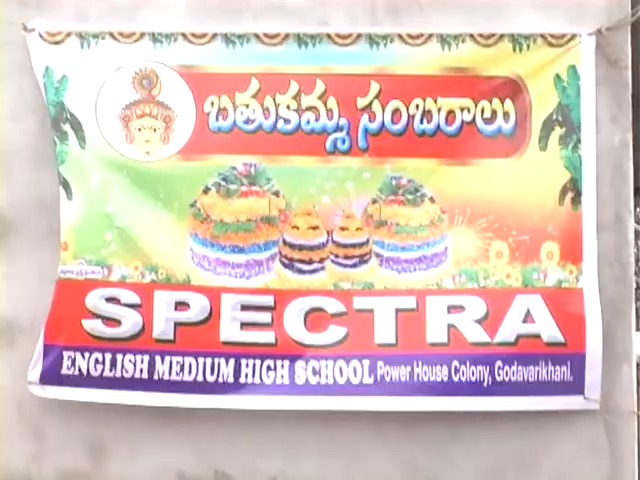 బతుకమ్మ సంబరాలు
SPECTRA
ENGLISH MEDIUM HIGH SCHOOL Power House Colony, Godavarikhani.